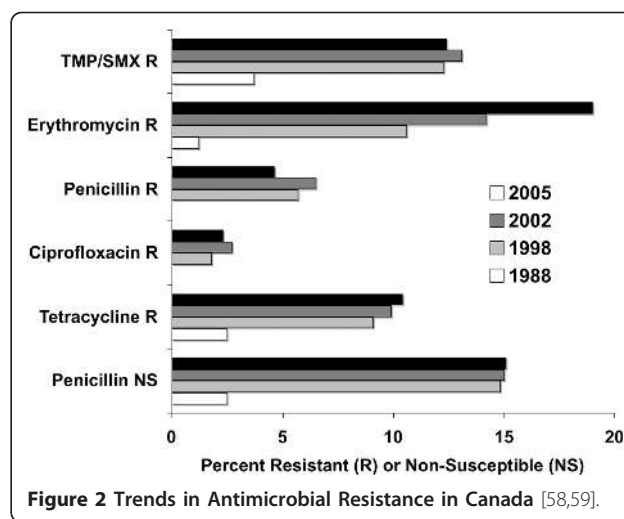 TMP/SMX R
Erythromycin R
Penicillin R
Ciprofloxacin R
Tetracycline R
Penicillin NS
2005
2002
1998
1988
0 5 10 15 20
Percent Resistant (R) or Non-Susceptible (NS)
Figure 2 Trends in Antimicrobial Resistance in Canada [58,59].